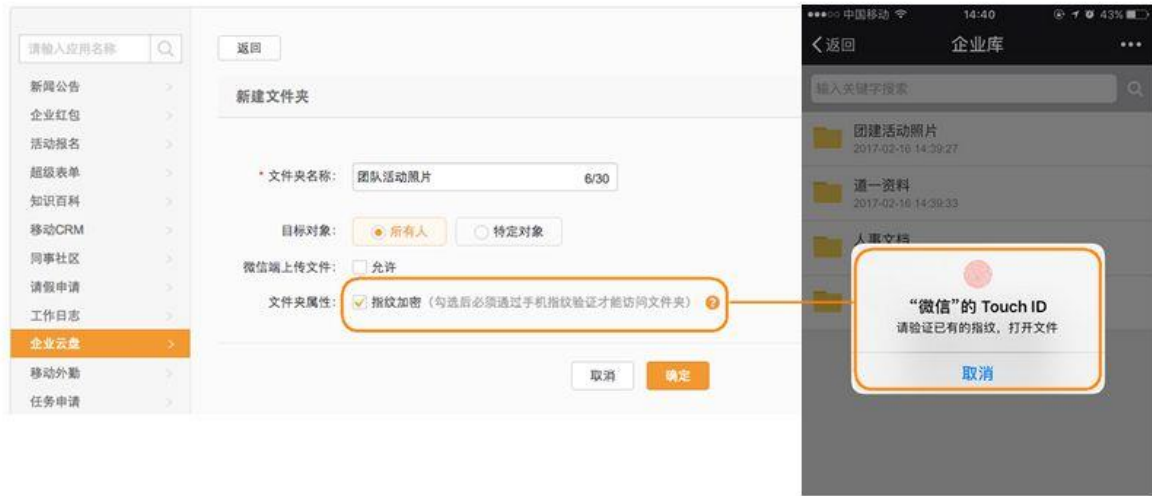 请输入应用名称
新闻公告
企业红包
活动报名
超级表单
知识百科
移动CRM
同事社区
请假申请
工作日志
企业云盘
移动外勤
任务申请
返回
新建文件夹
* 文件夹名称: 团队活动照片 6/30
目标对象: 所有人 特定对象
微信端上传文件: 允许
文件夹属性: 指纹加密（勾选后必须通过手机指纹验证才能访问文件夹） ?
取消 确定
中国移动 14:40 43%
返回 企业库
输入关键字搜索
团建活动照片
2017-02-16 14:39:27
道一资料
2017-02-16 14:39:33
人事文档
“微信”的 Touch ID
请验证已有的指纹，打开文件
取消